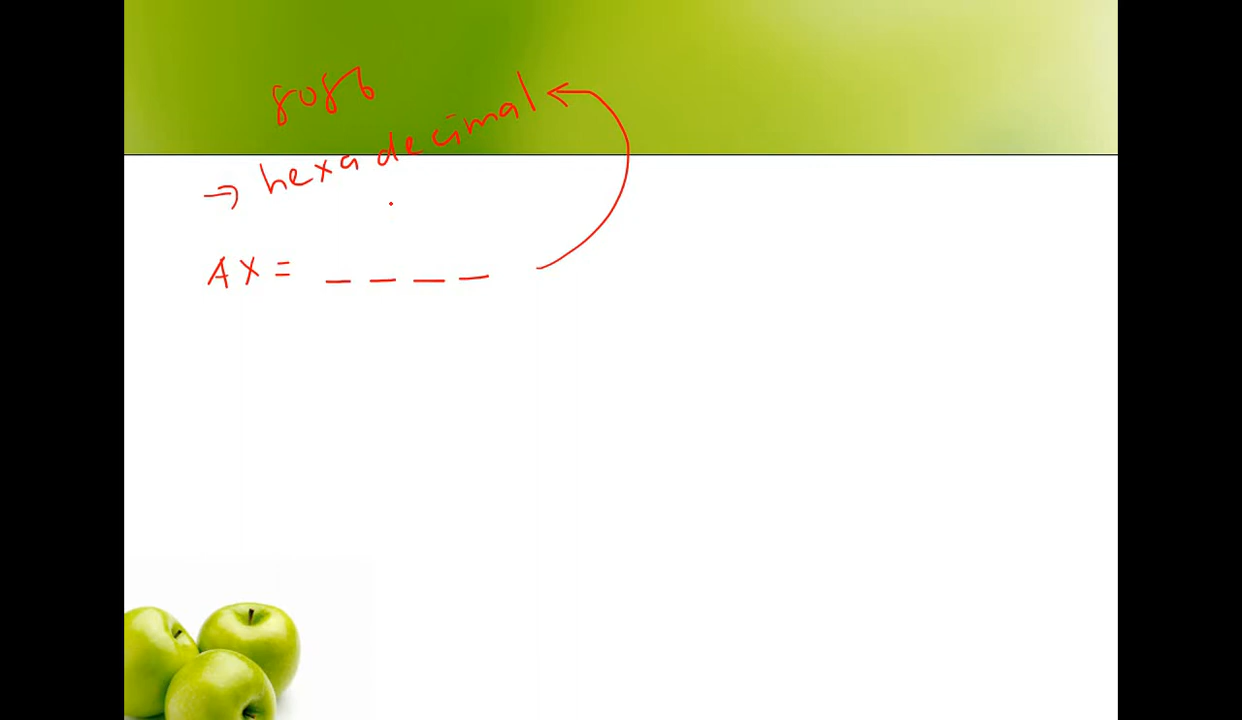 8086
→ hexadecimal
AX = _ _ _ _